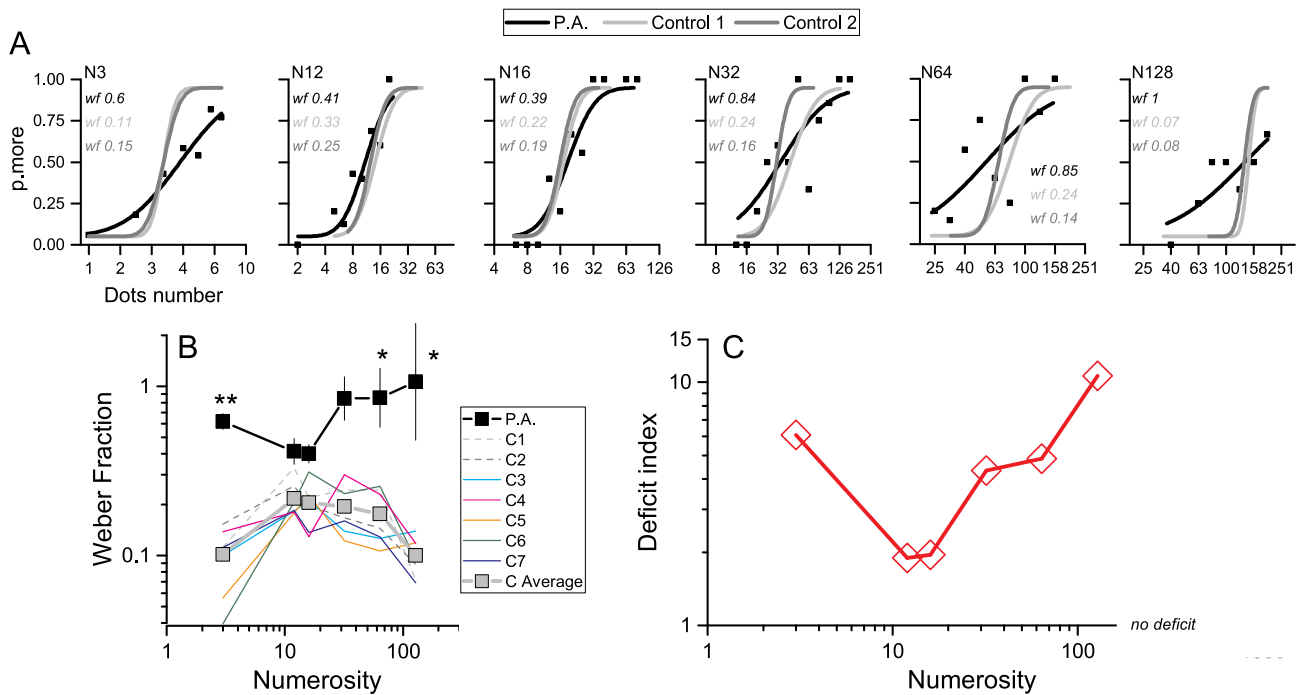 P.A. Control 1 Control 2
A
N3 N12 N16 N32 N64 N128
p.more
1.00
0.75
0.50
0.25
0.00
wf 0.6
wf 0.11
wf 0.15
wf 0.41
wf 0.33
wf 0.25
wf 0.39
wf 0.22
wf 0.19
wf 0.84
wf 0.24
wf 0.16
wf 0.85
wf 0.24
wf 0.14
wf 1
wf 0.07
wf 0.08
1 2 3 4 6 10
2 4 8 16 32 63
4 8 16 32 63 126
8 16 32 63 126 251
25 40 63 100 158 251
25 40 63 100 158 251
Dots number
B
Weber Fraction
1
0.1
**
*
*
1 10 100
Numerosity
P.A.
C1
C2
C3
C4
C5
C6
C7
C Average
C
Deficit index
15
10
1
no deficit
1 10 100
Numerosity